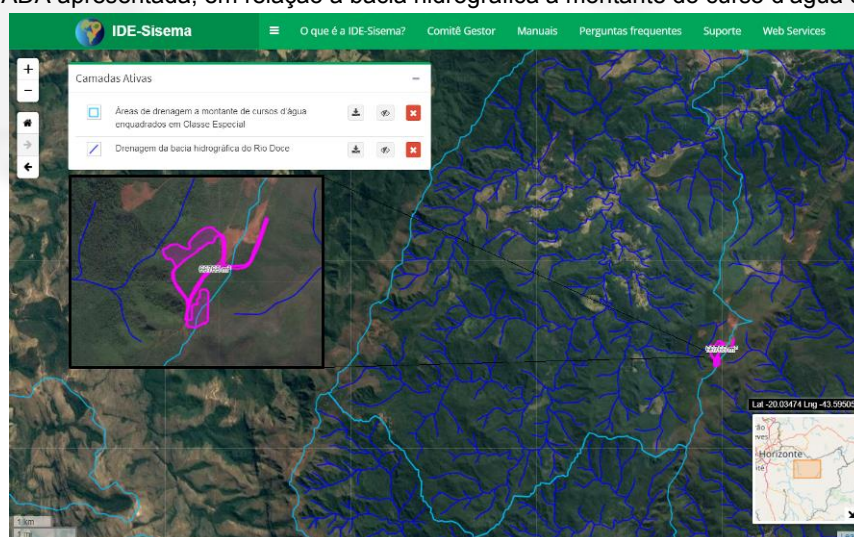 ADA apresentada, em relação à bacia hidrográfica a montante do curso d'água
IDE-Sisema
O que é a IDE-Sisema? Comitê Gestor Manuais Perguntas frequentes Suporte Web Services
Camadas Ativas
Áreas de drenagem a montante de cursos d'água
enquadrados em Classe Especial
Drenagem da bacia hidrográfica do Rio Doce
Lat -20.03474 Lng -43.59505
Horizonte
1 km
1 mi